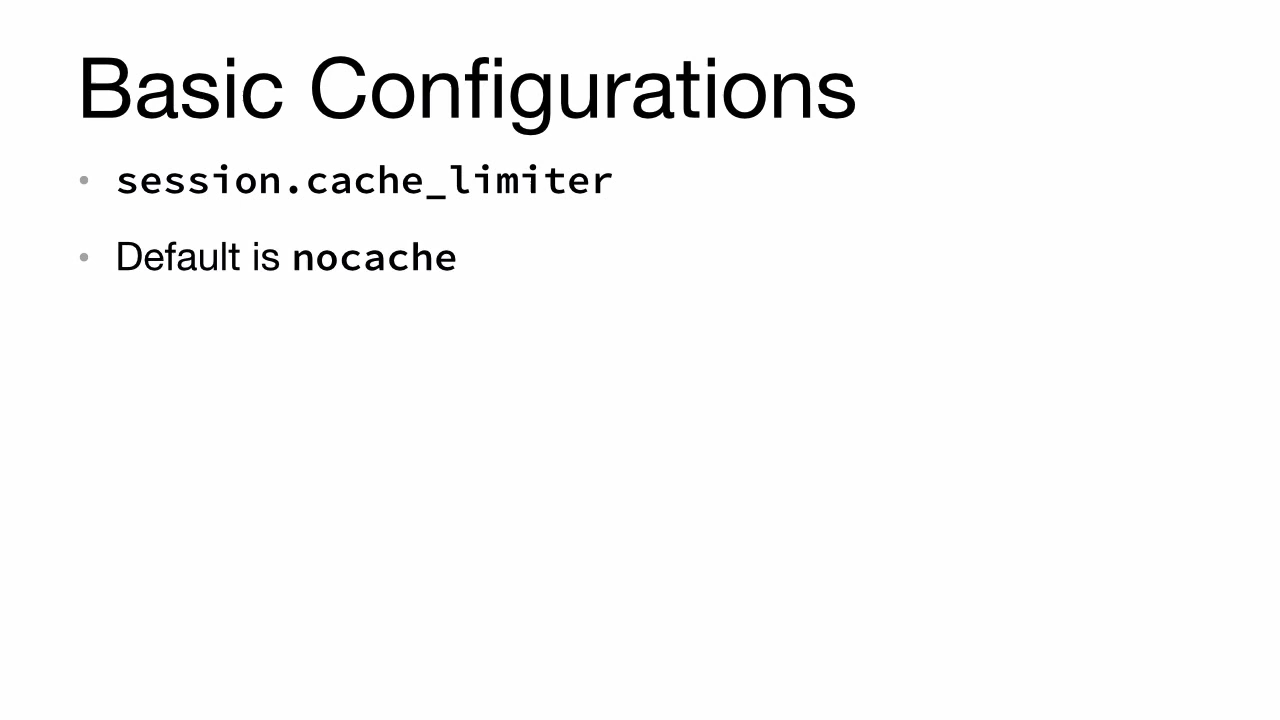 Basic Configurations
• session.cache_limiter
• Default is nocache